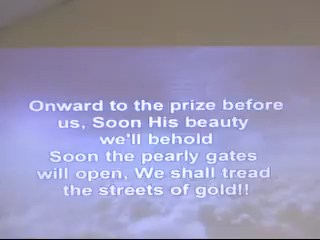 Onward to the prize before
us, Soon His beauty
we'll behold
Soon the pearly gates
will open, We shall tread
the streets of gold!!